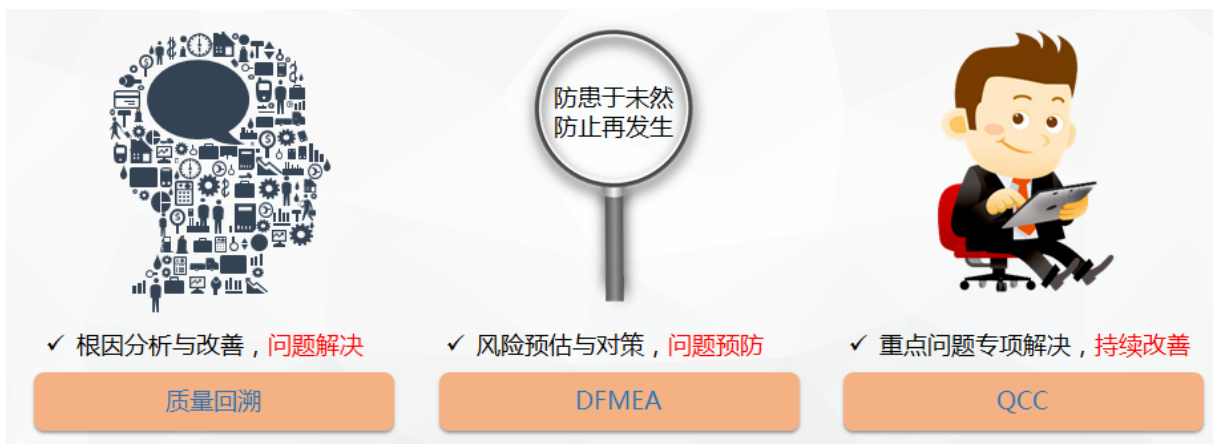 防患于未然
防止再发生
✓ 根因分析与改善，问题解决
✓ 风险预估与对策，问题预防
✓ 重点问题专项解决，持续改善
质量回溯
DFMEA
QCC